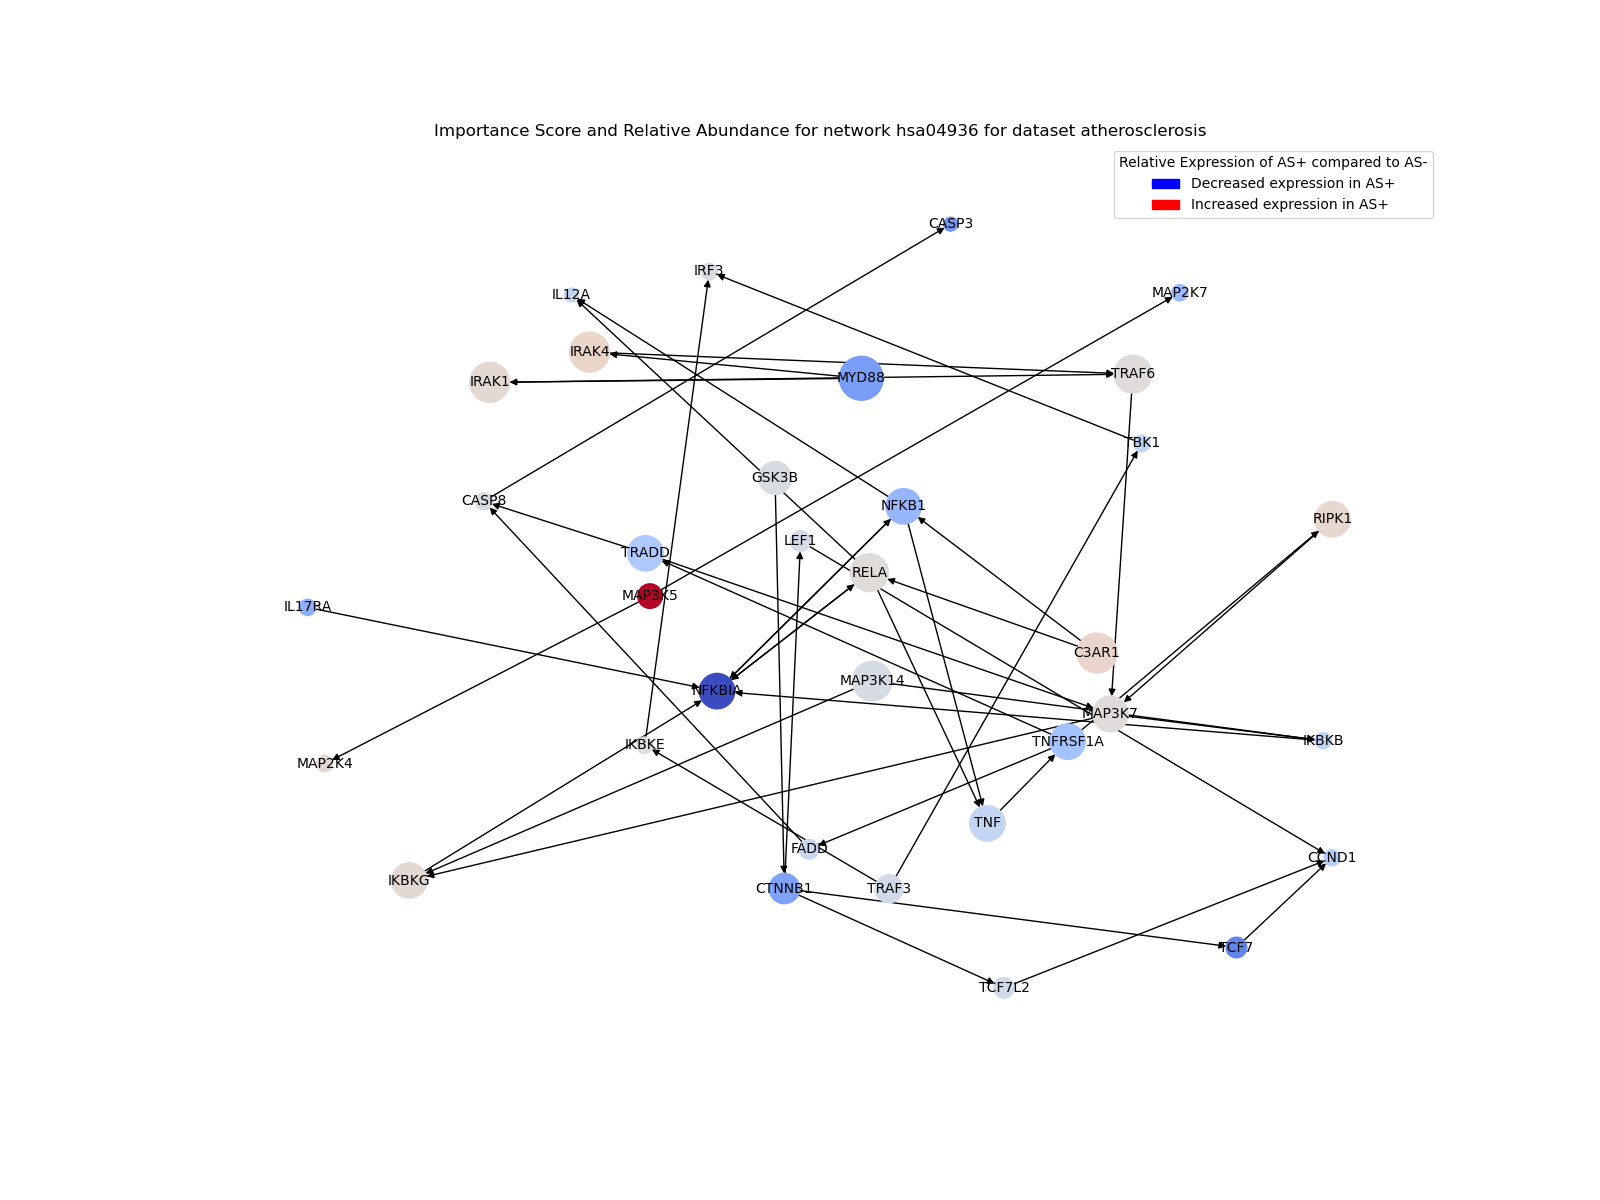 Importance Score and Relative Abundance for network hsa04936 for dataset atherosclerosis
Relative Expression of AS+ compared to AS-
Decreased expression in AS+
Increased expression in AS+
CASP3
IRF3
IL12A
MAP2K7
IRAK4
IRAK1
MYD88
TRAF6
TBK1
GSK3B
CASP8
NFKB1
RIPK1
LEF1
TRADD
RELA
MAP3K5
IL17RA
C3AR1
MAP3K14
NFKBIA
MAP3K7
IKBKE
TNFRSF1A
IKBKB
MAP2K4
TNF
FADD
CCND1
IKBKG
CTNNB1
TRAF3
TCF7
TCF7L2